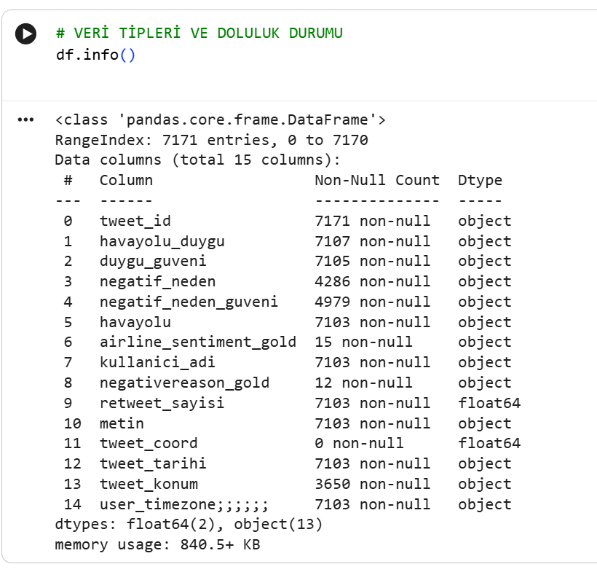 # VERİ TİPLERİ VE DOLULUK DURUMU
df.info()
<class 'pandas.core.frame.DataFrame'>
RangeIndex: 7171 entries, 0 to 7170
Data columns (total 15 columns):
 #   Column                  Non-Null Count  Dtype
---  ------                  --------------  -----
 0   tweet_id                7171 non-null   object
 1   havayolu_duygu          7107 non-null   object
 2   duygu_guveni            7105 non-null   object
 3   negatif_neden           4286 non-null   object
 4   negatif_neden_guveni    4979 non-null   object
 5   havayolu                7103 non-null   object
 6   airline_sentiment_gold  15 non-null     object
 7   kullanici_adi           7103 non-null   object
 8   negativereason_gold     12 non-null     object
 9   retweet_sayisi          7103 non-null   float64
 10  metin                   7103 non-null   object
 11  tweet_coord             0 non-null      float64
 12  tweet_tarihi            7103 non-null   object
 13  tweet_konum             3650 non-null   object
 14  user_timezone;;;;;;     7103 non-null   object
dtypes: float64(2), object(13)
memory usage: 840.5+ KB